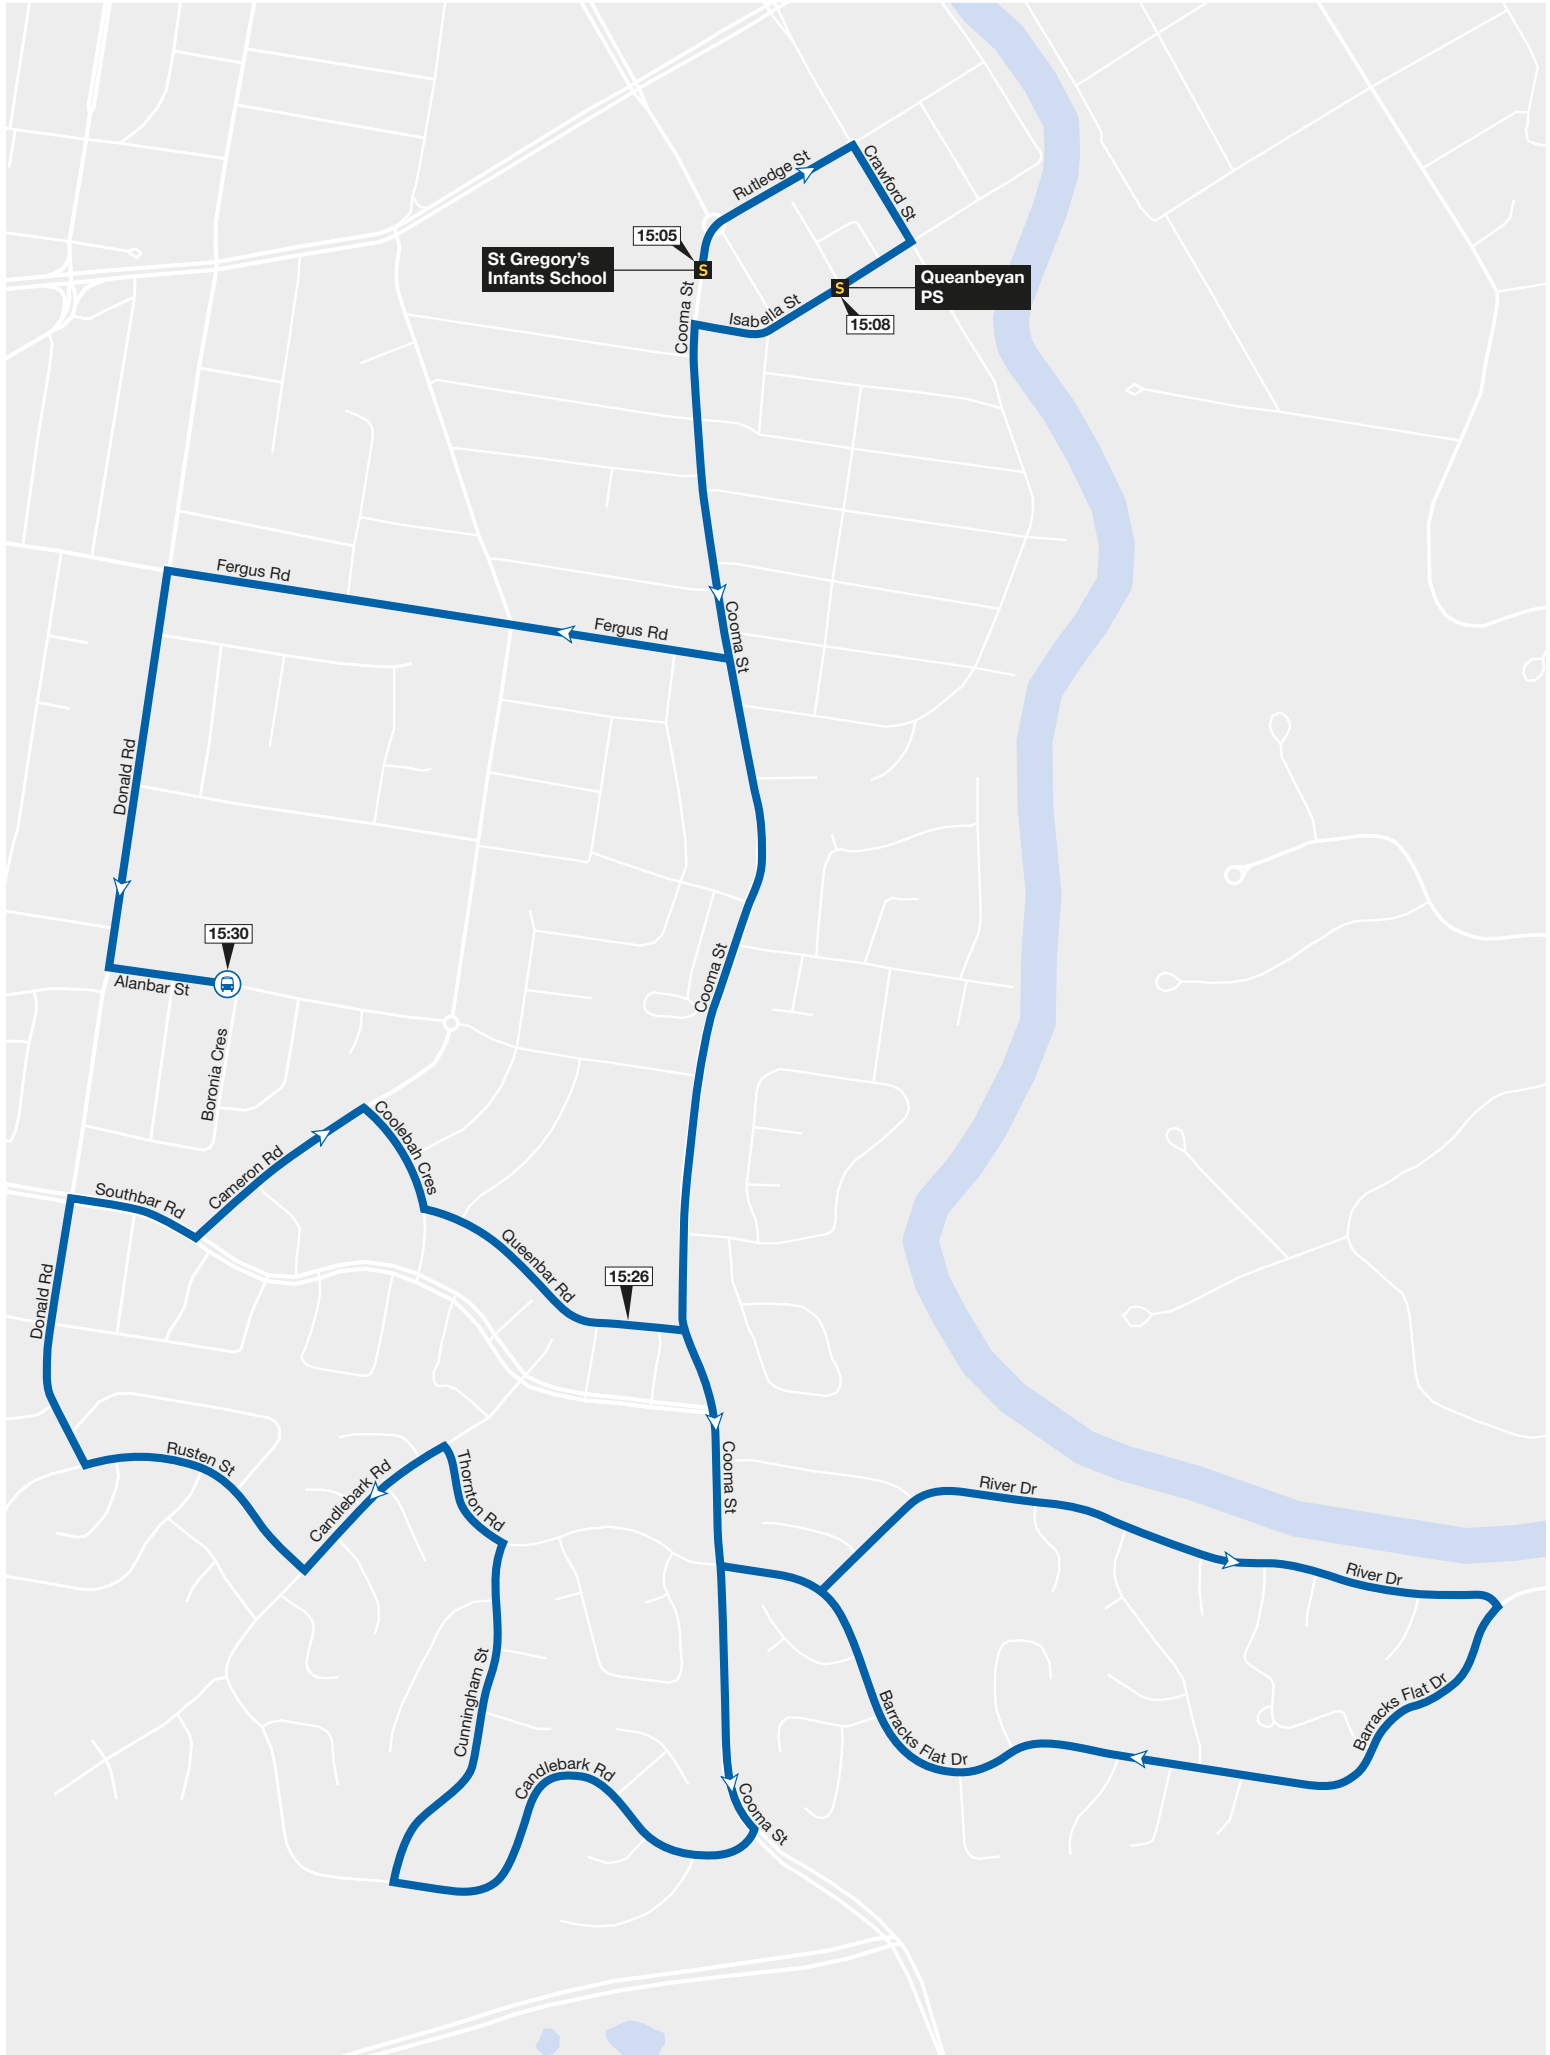 Rutledge St
Crawford St
15:05
St Gregory's
Infants School
S
Cooma St
Isabella St
S
Queanbeyan
PS
15:08
Fergus Rd
Fergus Rd
Cooma St
Donald Rd
15:30
Alanbar St
Cooma St
Boronia Cres
Coolebah Cres
Cameron Rd
Southbar Rd
Queenbar Rd
15:26
Donald Rd
Rusten St
Candlebark Rd
Thornton Rd
Cooma St
River Dr
River Dr
Cunningham St
Barracks Flat Dr
Barracks Flat Dr
Candlebark Rd
Cooma St